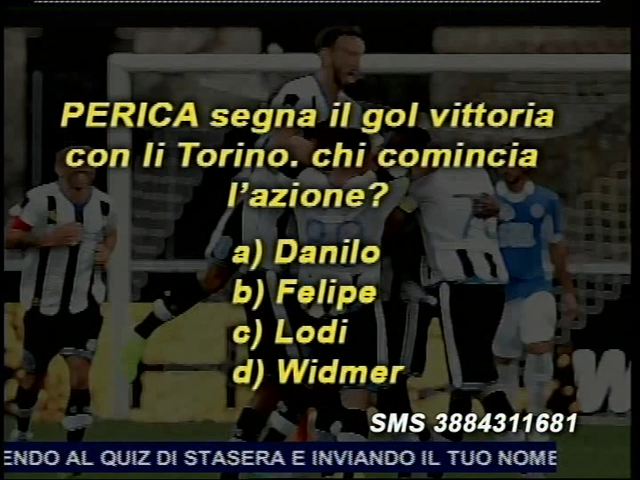 PERICA segna il gol vittoria
con li Torino. chi comincia
l'azione?
a) Danilo
b) Felipe
c) Lodi
d) Widmer
SMS 3884311681
ENDO AL QUIZ DI STASERA E INVIANDO IL TUO NOME